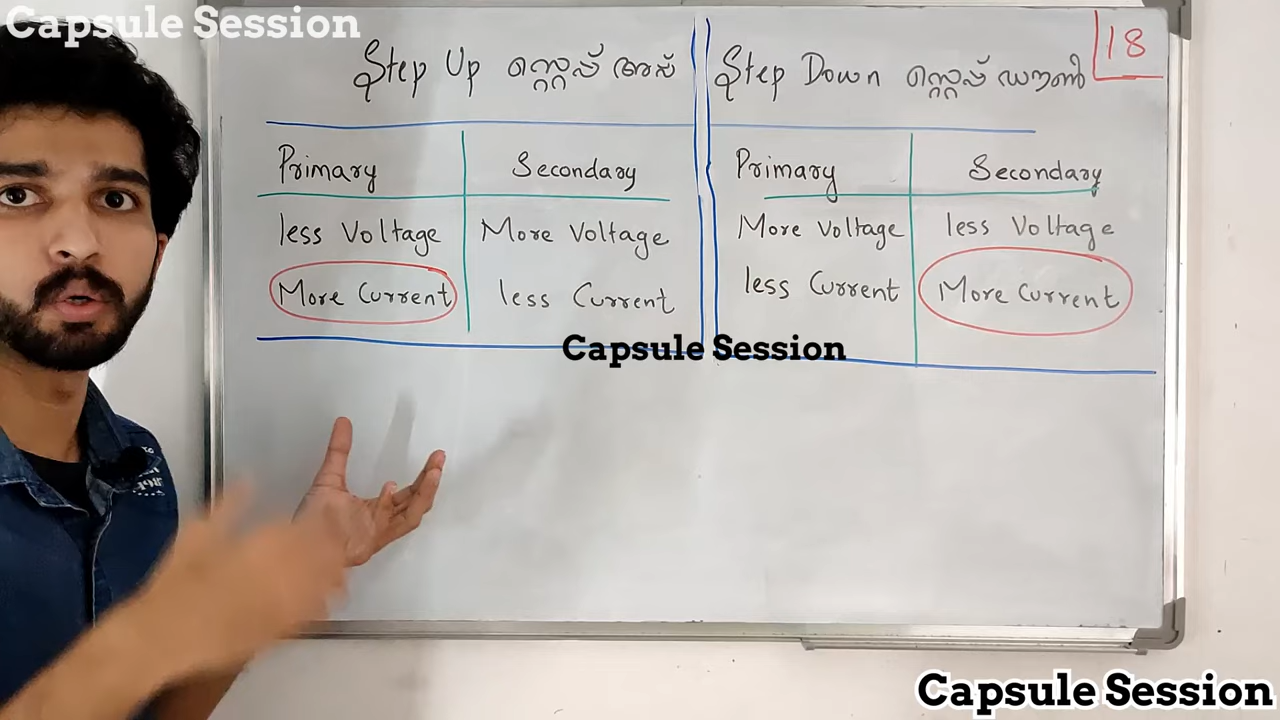 Capsule Session
Step Up സ്റ്റെപ് അപ്
Step Down സ്റ്റെപ് ഡൗൺ
18
Primary Secondary
less Voltage More Voltage
More Current less Current
Primary Secondary
More Voltage less Voltage
less Current More Current
Capsule Session
Capsule Session